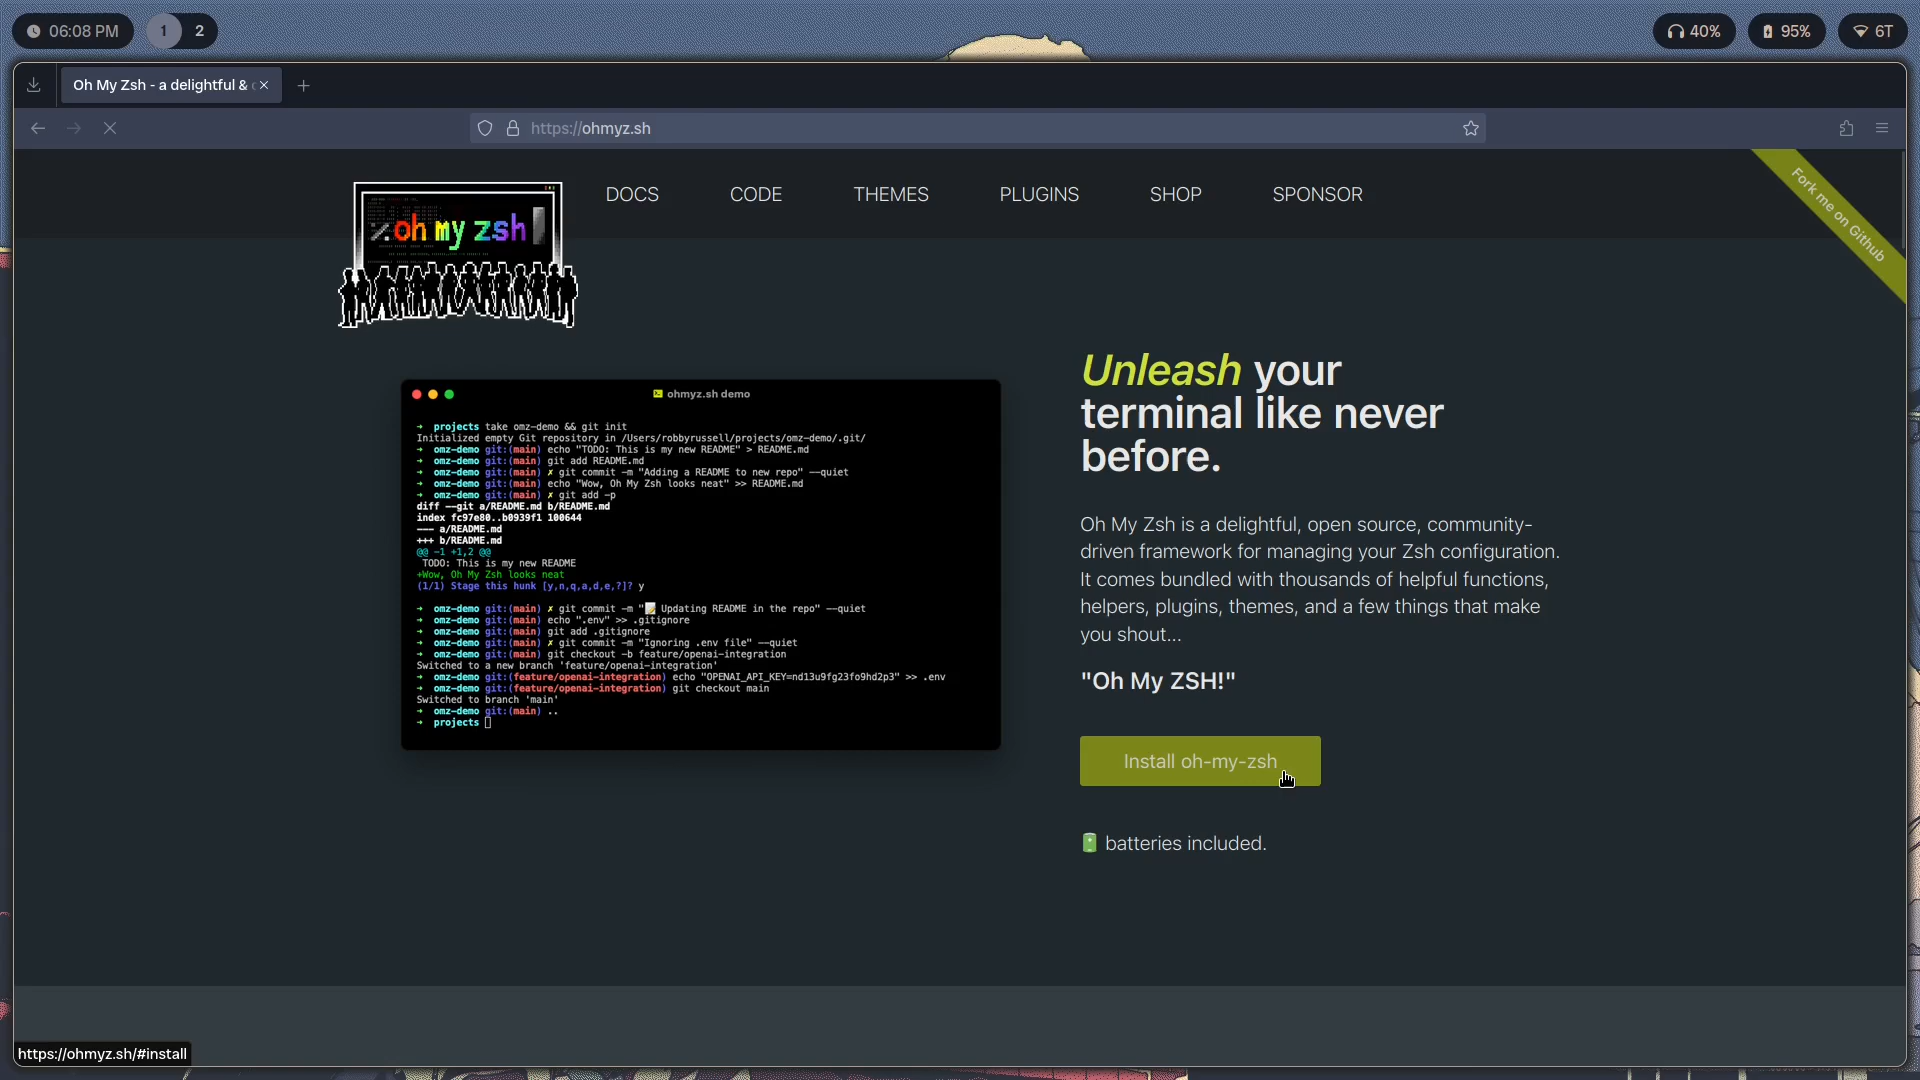 06:08 PM
1
2
40%
95%
6T
Oh My Zsh - a delightful &
https://ohmyz.sh
oh my zsh
DOCS
CODE
THEMES
PLUGINS
SHOP
SPONSOR
Fork me on Github
ohmyz.sh demo
→ projects take omz-demo && git init
Initialized empty Git repository in /Users/robbyrussell/projects/omz-demo/.git/
→ omz-demo git:(main) echo "TODO: This is my new README" > README.md
→ omz-demo git:(main) git add README.md
→ omz-demo git:(main) ✗ git commit -m "Adding a README to new repo" --quiet
→ omz-demo git:(main) echo "Wow, Oh My Zsh looks neat" >> README.md
→ omz-demo git:(main) ✗ git add -p
diff --git a/README.md b/README.md
index fc97e80..b0939f1 100644
--- a/README.md
+++ b/README.md
@@ -1 +1,2 @@
TODO: This is my new README
+Wow, Oh My Zsh looks neat
(1/1) Stage this hunk [y,n,q,a,d,e,?]? y
→ omz-demo git:(main) ✗ git commit -m "📝 Updating README in the repo" --quiet
→ omz-demo git:(main) echo ".env" >> .gitignore
→ omz-demo git:(main) git add .gitignore
→ omz-demo git:(main) ✗ git commit -m "Ignoring .env file" --quiet
→ omz-demo git:(main) git checkout -b feature/openai-integration
Switched to a new branch 'feature/openai-integration'
→ omz-demo git:(feature/openai-integration) echo "OPENAI_API_KEY=nd13u9fg23fo9hd2p3" >> .env
→ omz-demo git:(feature/openai-integration) git checkout main
Switched to branch 'main'
→ omz-demo git:(main) ..
→ projects
Unleash your
terminal like never
before.
Oh My Zsh is a delightful, open source, community-
driven framework for managing your Zsh configuration.
It comes bundled with thousands of helpful functions,
helpers, plugins, themes, and a few things that make
you shout...
"Oh My ZSH!"
Install oh-my-zsh
🔋 batteries included.
https://ohmyz.sh/#install